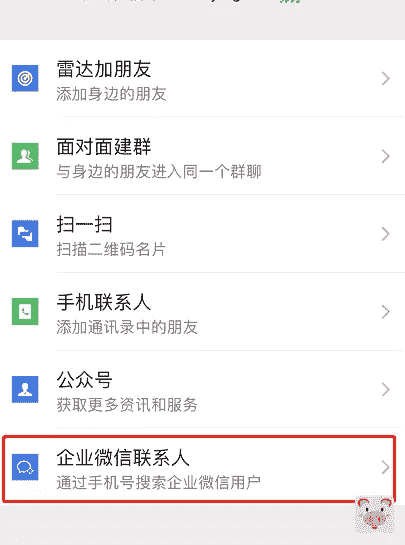 雷达加朋友
添加身边的朋友
面对面建群
与身边的朋友进入同一个群聊
扫一扫
扫描二维码名片
手机联系人
添加通讯录中的朋友
公众号
获取更多资讯和服务
企业微信联系人
通过手机号搜索企业微信用户